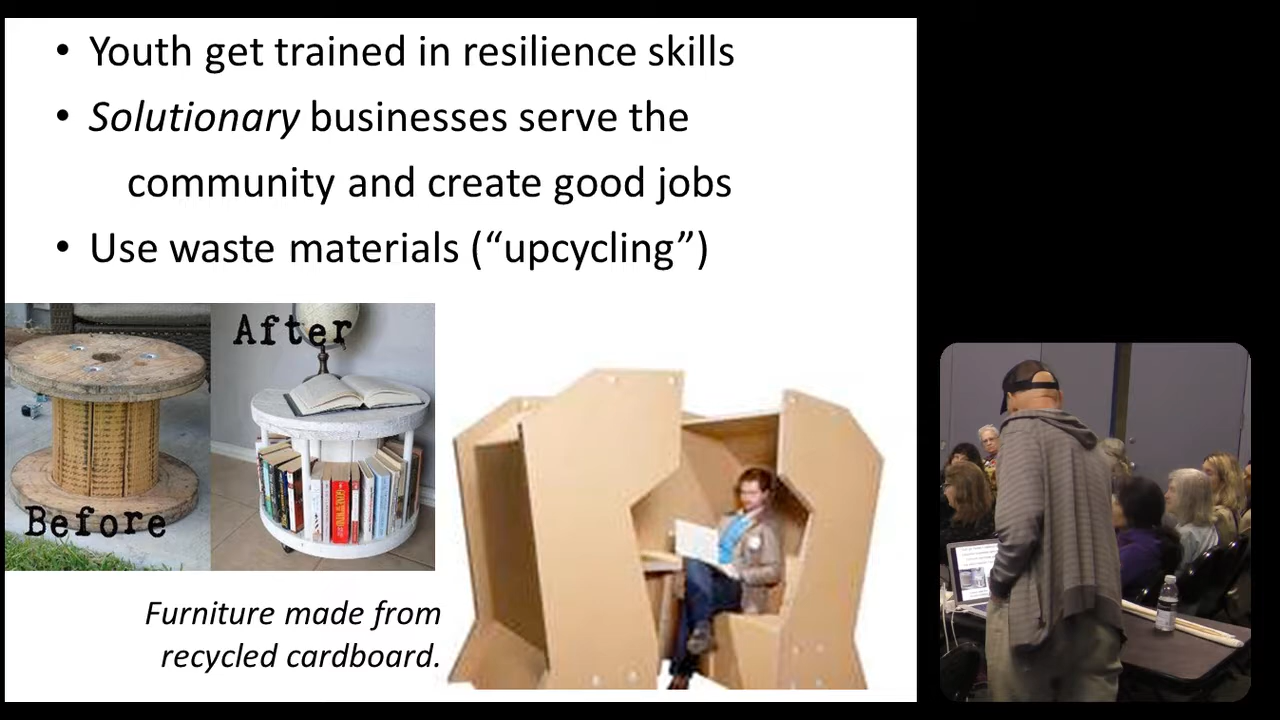 • Youth get trained in resilience skills
• Solutionary businesses serve the
community and create good jobs
• Use waste materials (“upcycling”)
After
Before
Furniture made from
recycled cardboard.